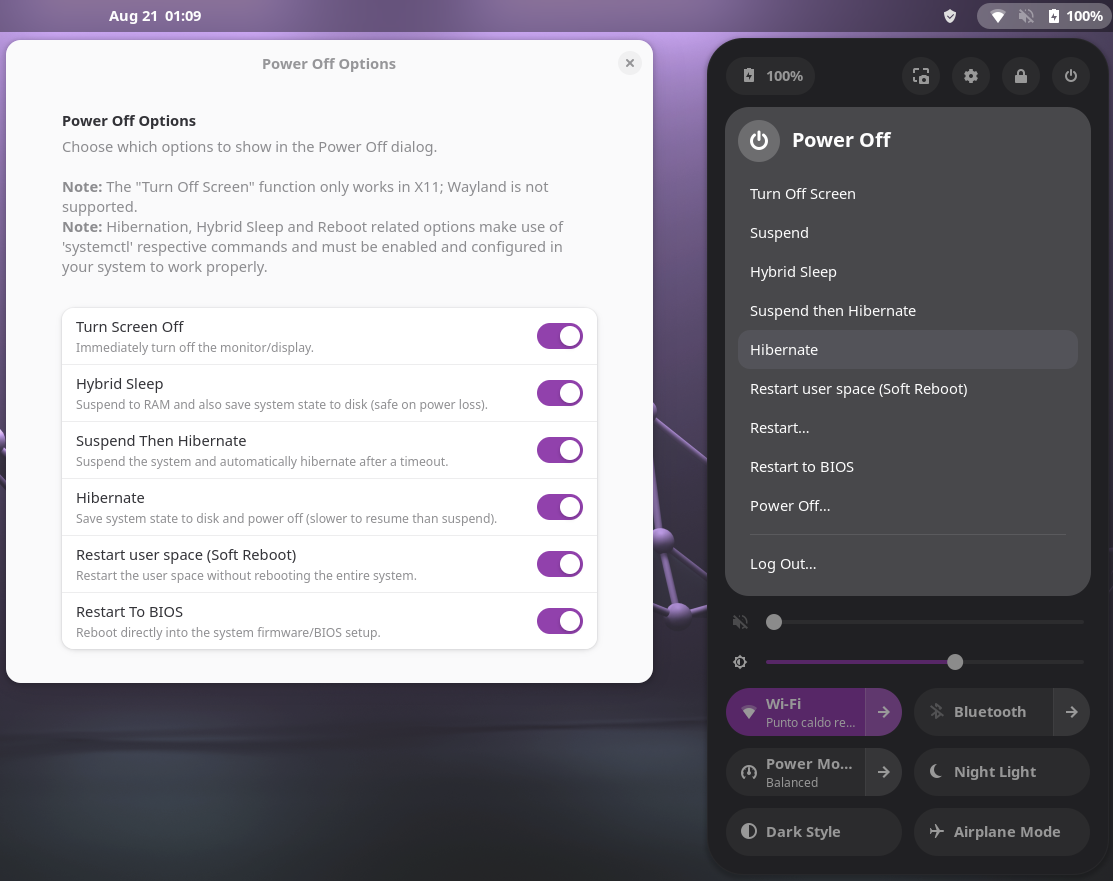 Aug 21 01:09
100%
Power Off Options
Power Off Options
Choose which options to show in the Power Off dialog.
Note: The "Turn Off Screen" function only works in X11; Wayland is not
supported.
Note: Hibernation, Hybrid Sleep and Reboot related options make use of
'systemctl' respective commands and must be enabled and configured in
your system to work properly.
Turn Screen Off
Immediately turn off the monitor/display.
Hybrid Sleep
Suspend to RAM and also save system state to disk (safe on power loss).
Suspend Then Hibernate
Suspend the system and automatically hibernate after a timeout.
Hibernate
Save system state to disk and power off (slower to resume than suspend).
Restart user space (Soft Reboot)
Restart the user space without rebooting the entire system.
Restart To BIOS
Reboot directly into the system firmware/BIOS setup.
100%
Power Off
Turn Off Screen
Suspend
Hybrid Sleep
Suspend then Hibernate
Hibernate
Restart user space (Soft Reboot)
Restart...
Restart to BIOS
Power Off...
Log Out...
Wi-Fi
Punto caldo re...
Bluetooth
Power Mo...
Balanced
Night Light
Dark Style
Airplane Mode